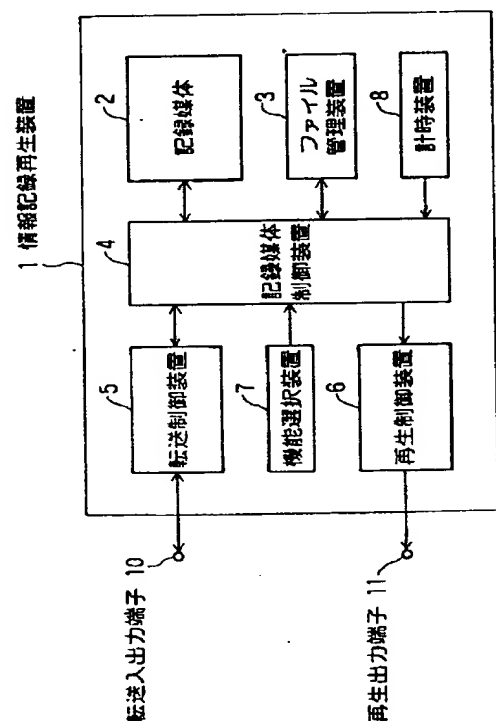 1 情報記録再生装置
2
記録媒体
3
ファイル
管理装置
8
計時装置
4
記録媒体
制御装置
5
転送制御装置
7
機能選択装置
6
再生制御装置
転送入出力端子 10
再生出力端子 11